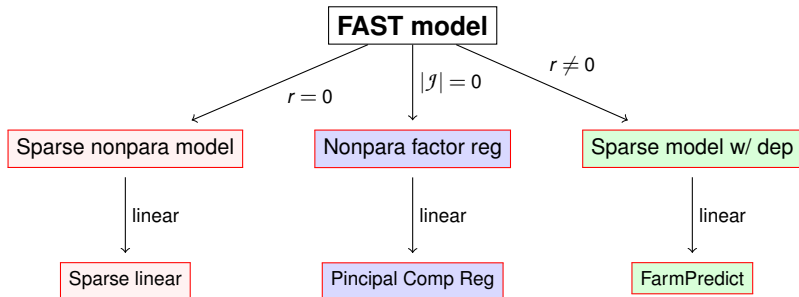 FAST model
r = 0
|𝒥| = 0
r ≠ 0
Sparse nonpara model
Nonpara factor reg
Sparse model w/ dep
linear
linear
linear
Sparse linear
Pincipal Comp Reg
FarmPredict